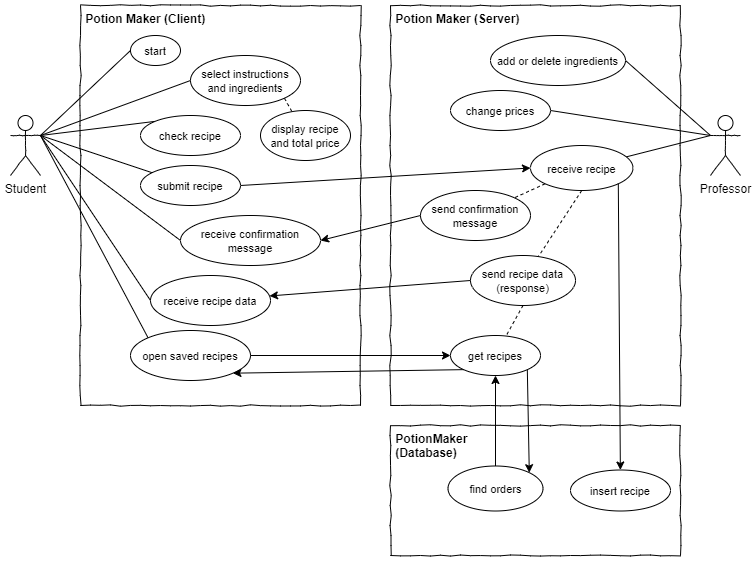 Potion Maker (Client)
start
select instructions
and ingredients
check recipe
display recipe
and total price
submit recipe
receive confirmation
message
receive recipe data
open saved recipes
Student
Potion Maker (Server)
add or delete ingredients
change prices
receive recipe
send confirmation
message
send recipe data
(response)
get recipes
Professor
PotionMaker
(Database)
find orders
insert recipe